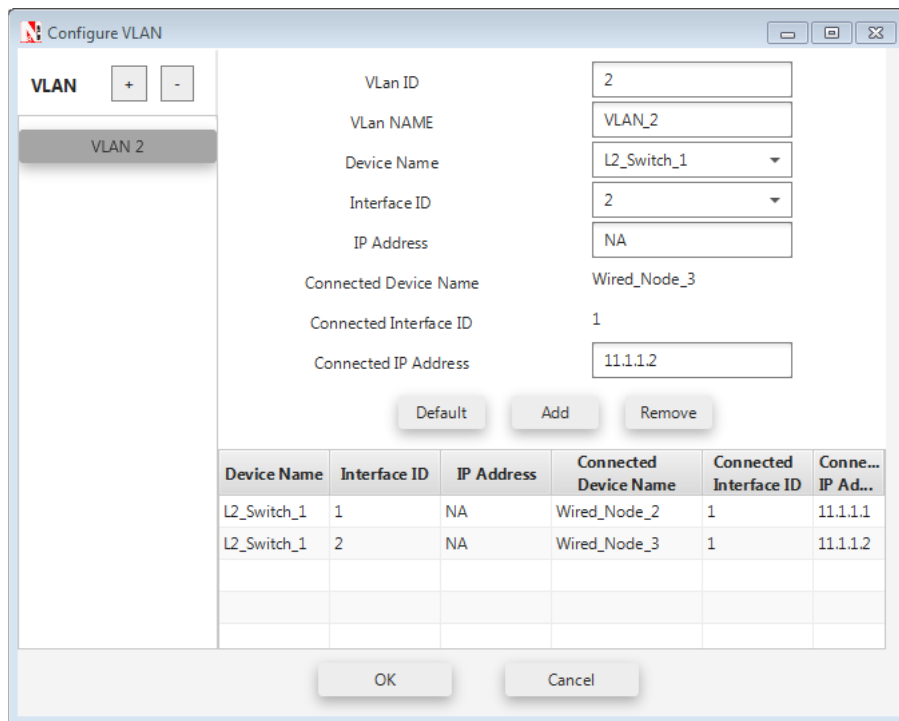 Configure VLAN
VLAN + -
VLAN 2
VLan ID 2
VLan NAME VLAN_2
Device Name L2_Switch_1
Interface ID 2
IP Address NA
Connected Device Name Wired_Node_3
Connected Interface ID 1
Connected IP Address 11.1.1.2
Default Add Remove
Device Name Interface ID IP Address Connected Device Name Connected Interface ID Conne... IP Ad...
L2_Switch_1 1 NA Wired_Node_2 1 11.1.1.1
L2_Switch_1 2 NA Wired_Node_3 1 11.1.1.2
OK Cancel